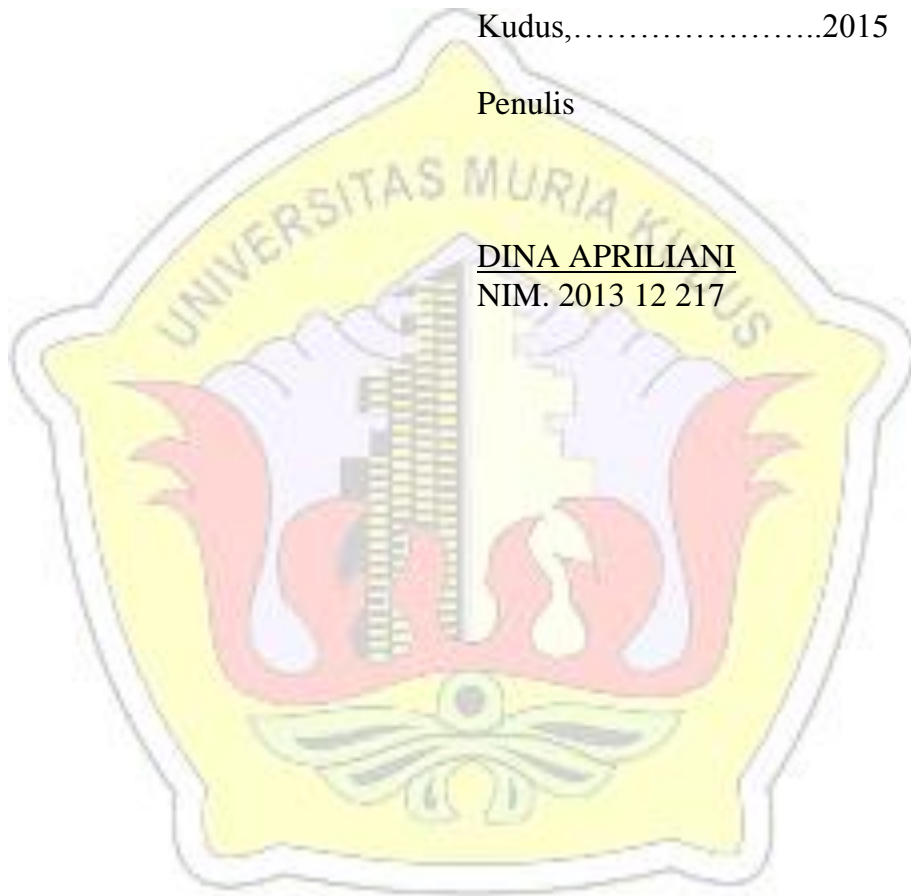 Kudus,…………………..2015
Penulis
DINA APRILIANI
NIM. 2013 12 217
UNIVERSITAS MURIA KUDUS